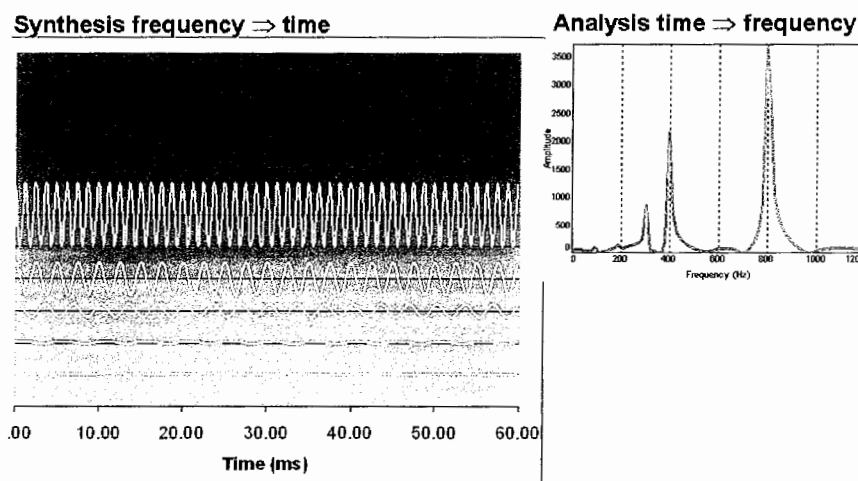 Synthesis frequency ⇒ time
.00 10.00 20.00 30.00 40.00 50.00 60.00
Time (ms)
Analysis time ⇒ frequency
3500
3000
2500
2000
1500
1000
500
0
Amplitude
200 400 600 800 1000 120
Frequency (Hz)